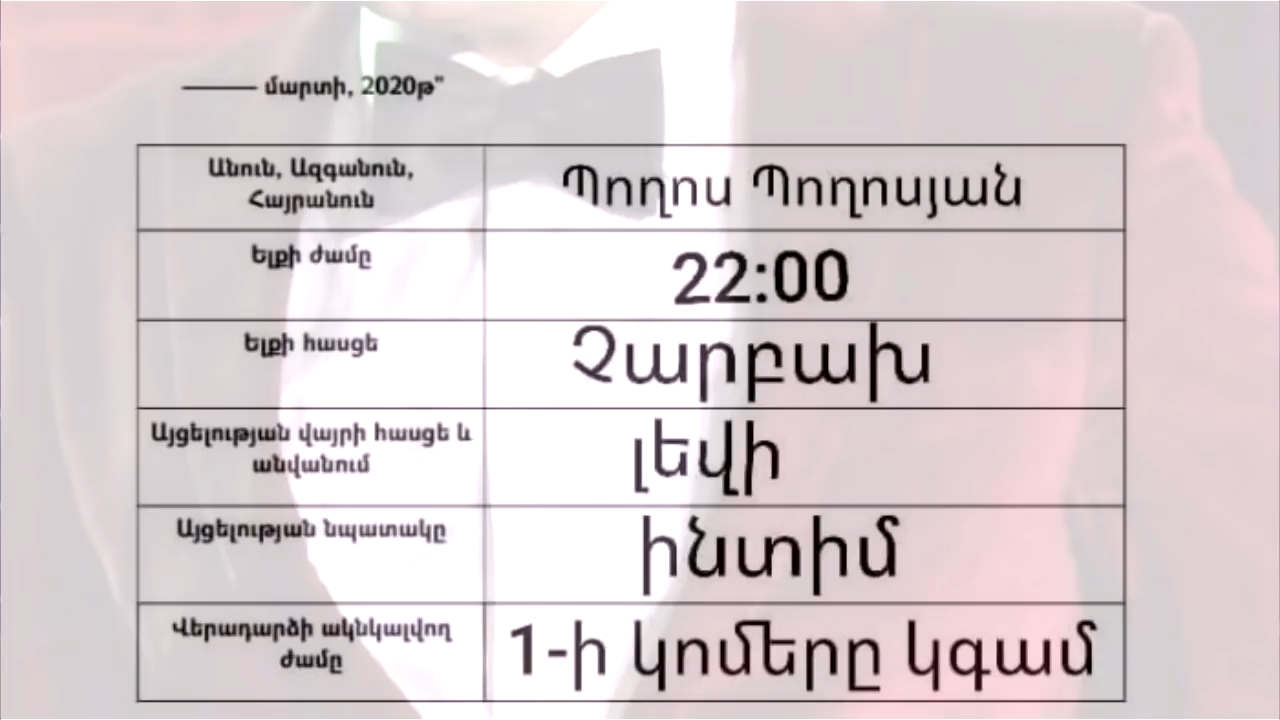 ——— մարտի, 2020թ"
Անուն, Ազգանուն,
Հայրանուն
Պողոս Պողոսյան
Ելքի ժամը
22:00
Ելքի հասցե
Չարբախ
Այցելության վայրի հասցե և
անվանում
լեվի
Այցելության նպատակը
ինտիմ
Վերադարձի ակնկալվող
ժամը
1-ի կոմերը կգամ